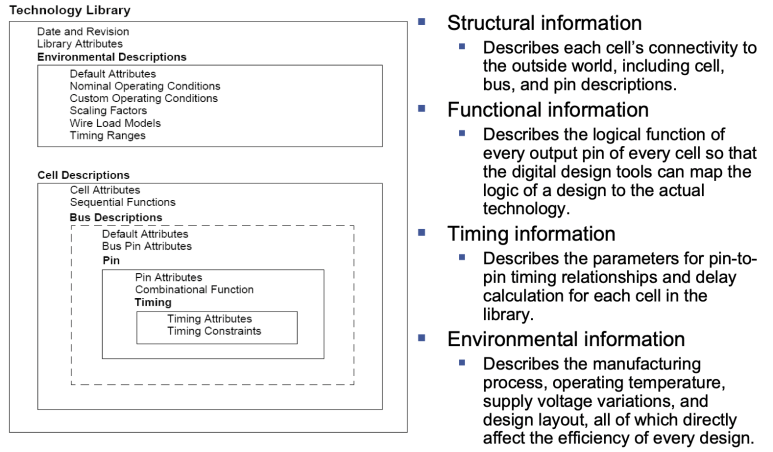 Technology Library
Date and Revision
Library Attributes
Environmental Descriptions
Default Attributes
Nominal Operating Conditions
Custom Operating Conditions
Scaling Factors
Wire Load Models
Timing Ranges
Cell Descriptions
Cell Attributes
Sequential Functions
Bus Descriptions
Default Attributes
Bus Pin Attributes
Pin
Pin Attributes
Combinational Function
Timing
Timing Attributes
Timing Constraints
Structural information
Describes each cell's connectivity to
the outside world, including cell,
bus, and pin descriptions.
Functional information
Describes the logical function of
every output pin of every cell so that
the digital design tools can map the
logic of a design to the actual
technology.
Timing information
Describes the parameters for pin-to-
pin timing relationships and delay
calculation for each cell in the
library.
Environmental information
Describes the manufacturing
process, operating temperature,
supply voltage variations, and
design layout, all of which directly
affect the efficiency of every design.